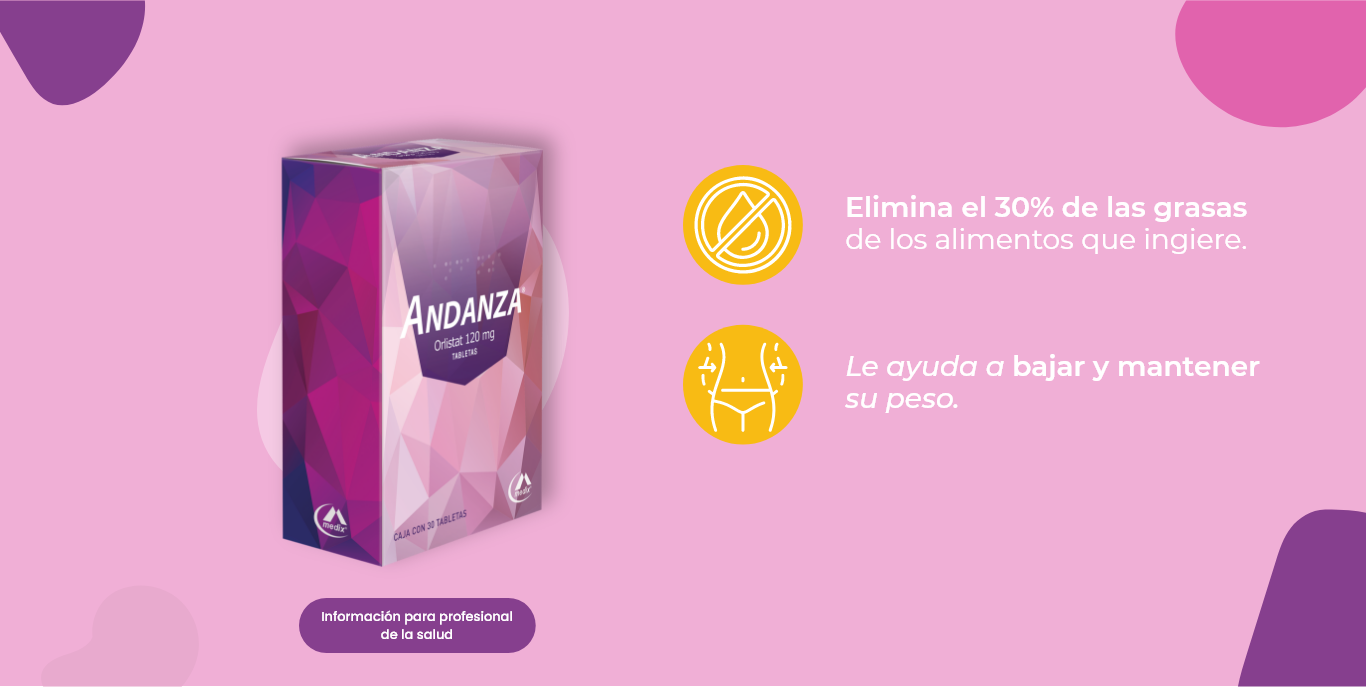 ANDANZA
ANDANZA®
Orlistat 120 mg
TABLETAS
medix®
CAJA CON 30 TABLETAS
medix®
Elimina el 30% de las grasas
de los alimentos que ingiere.
Le ayuda a bajar y mantener
su peso.
Información para profesional
de la salud